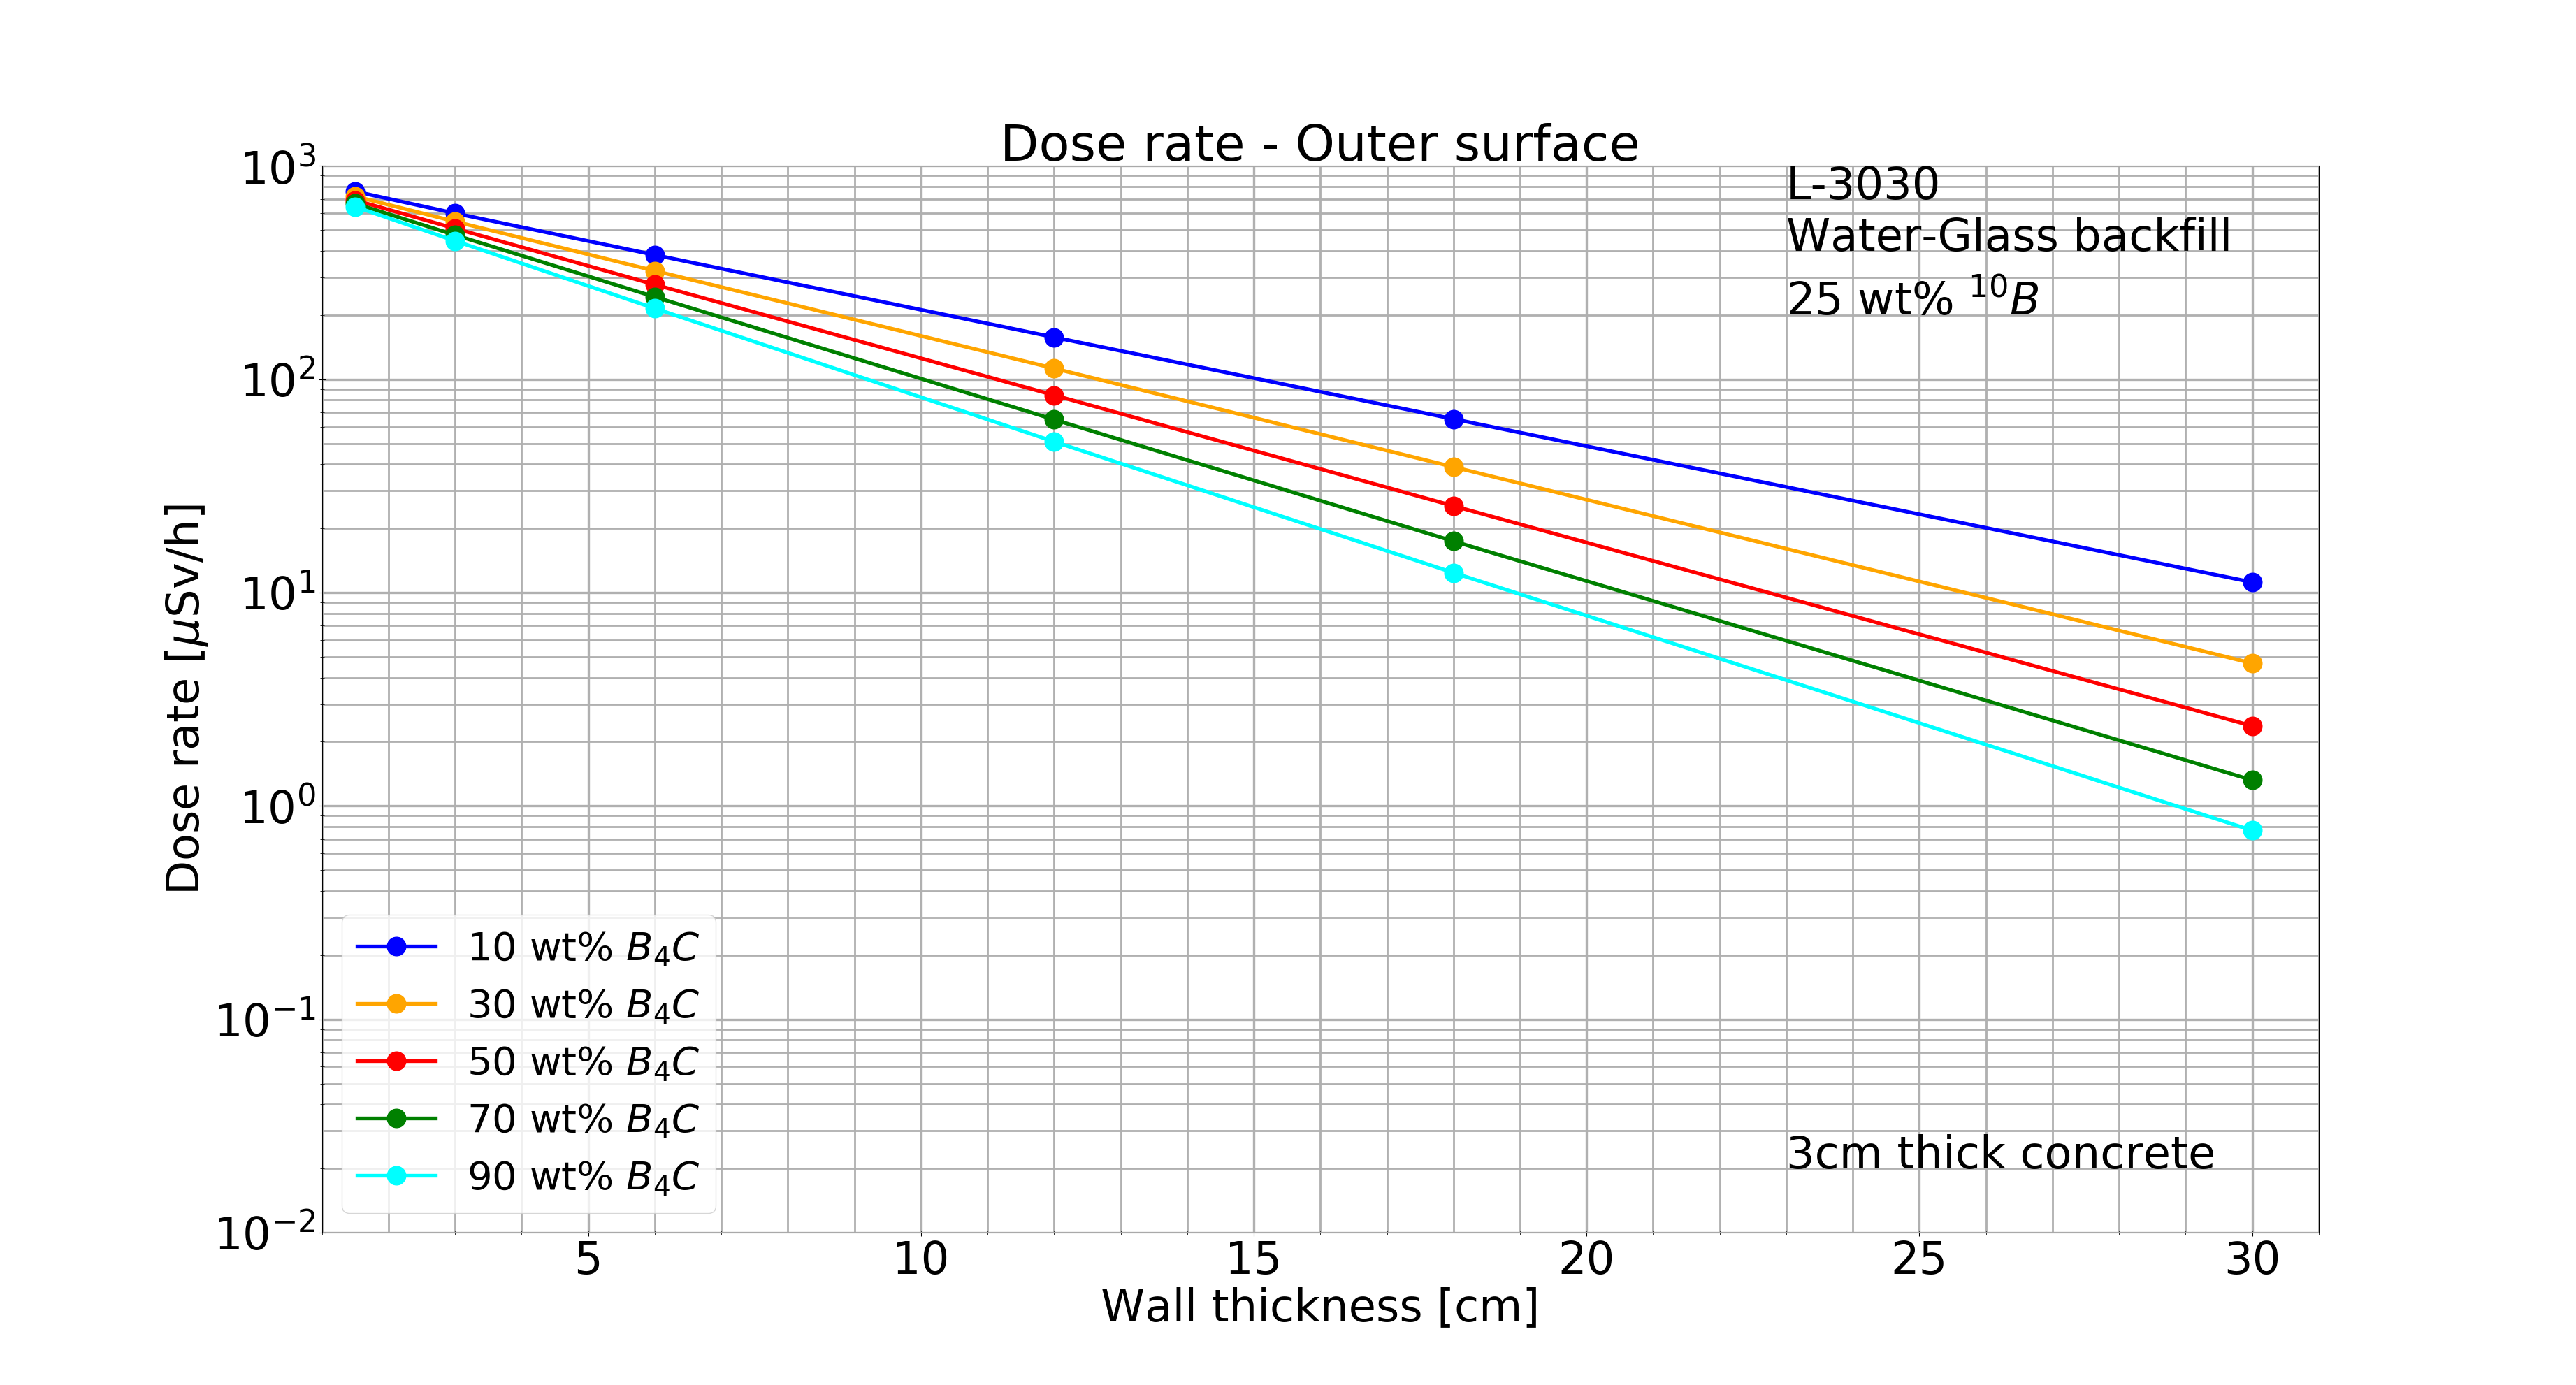 Dose rate - Outer surface
L-3030
Water-Glass backfill
25 wt% ¹⁰B
Dose rate [μSv/h]
10³
10²
10¹
10⁰
10⁻¹
10⁻²
10 wt% B₄C
30 wt% B₄C
50 wt% B₄C
70 wt% B₄C
90 wt% B₄C
3cm thick concrete
5 10 15 20 25 30
Wall thickness [cm]